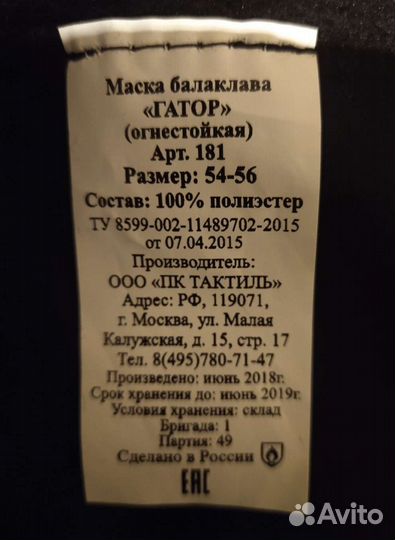 Маска балаклава
«ГАТОР»
(огнестойкая)
Арт. 181
Размер: 54-56
Состав: 100% полиэстер
ТУ 8599-002-11489702-2015
от 07.04.2015
Производитель:
ООО «ПК ТАКТИЛЬ»
Адрес: РФ, 119071,
г. Москва, ул. Малая
Калужская, д. 15, стр. 17
Тел. 8(495)780-71-47
Произведено: июнь 2018г.
Срок хранения до: июнь 2019г.
Условия хранения: склад
Бригада: 1
Партия: 49
Сделано в России
ЕАС
Avito